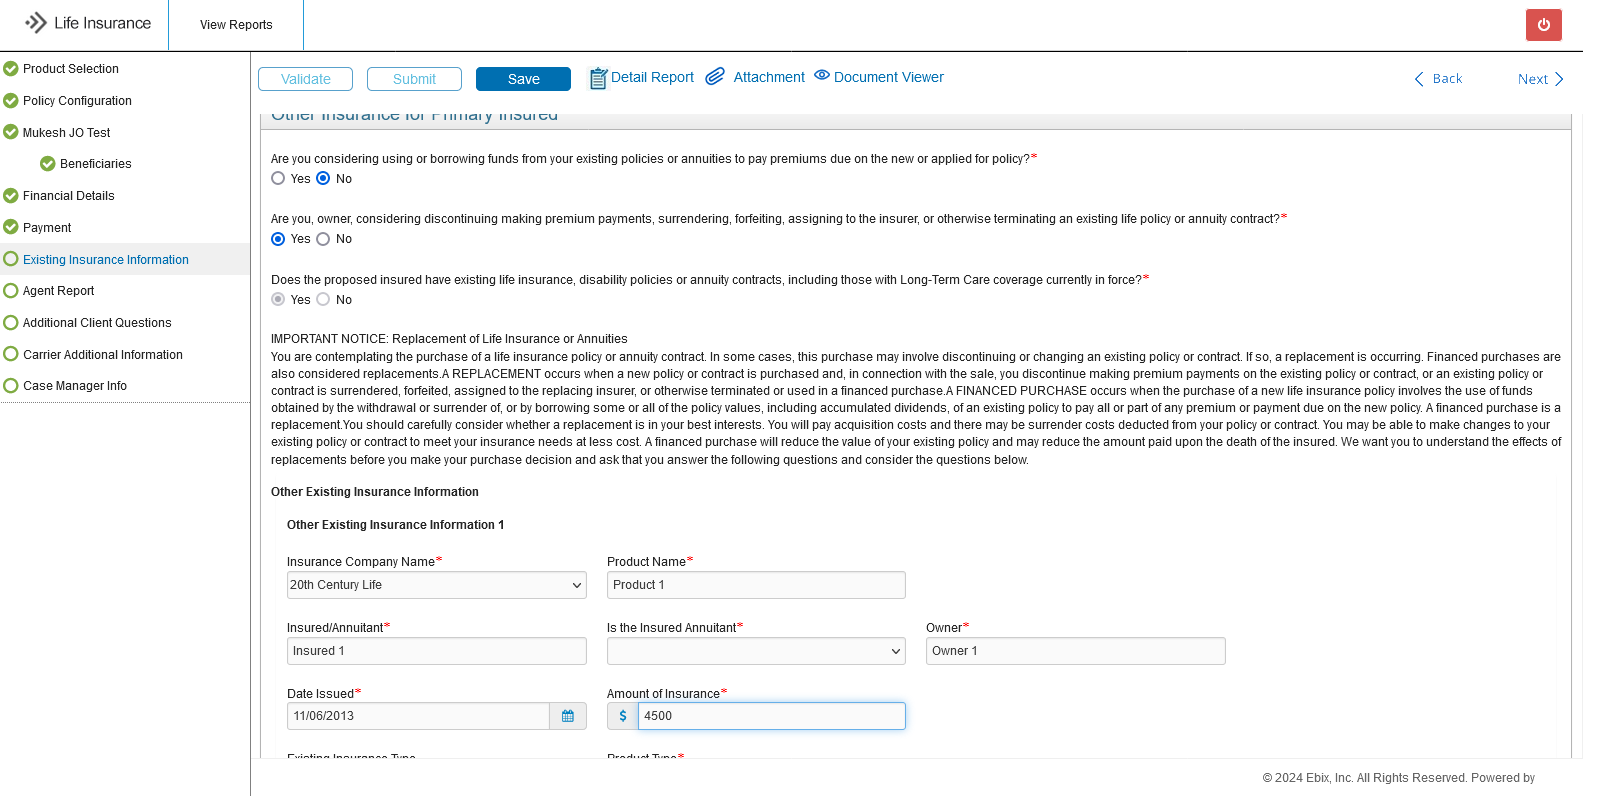 Life Insurance
View Reports
Product Selection
Policy Configuration
Mukesh JO Test
Beneficiaries
Financial Details
Payment
Existing Insurance Information
Agent Report
Additional Client Questions
Carrier Additional Information
Case Manager Info
Validate
Submit
Save
Detail Report
Attachment
Document Viewer
Back
Next
Other Insurance for Primary Insured
Are you considering using or borrowing funds from your existing policies or annuities to pay premiums due on the new or applied for policy?*
Yes No
Are you, owner, considering discontinuing making premium payments, surrendering, forfeiting, assigning to the insurer, or otherwise terminating an existing life policy or annuity contract?*
Yes No
Does the proposed insured have existing life insurance, disability policies or annuity contracts, including those with Long-Term Care coverage currently in force?*
Yes No
IMPORTANT NOTICE: Replacement of Life Insurance or Annuities
You are contemplating the purchase of a life insurance policy or annuity contract. In some cases, this purchase may involve discontinuing or changing an existing policy or contract. If so, a replacement is occurring. Financed purchases are
also considered replacements.A REPLACEMENT occurs when a new policy or contract is purchased and, in connection with the sale, you discontinue making premium payments on the existing policy or contract, or an existing policy or
contract is surrendered, forfeited, assigned to the replacing insurer, or otherwise terminated or used in a financed purchase.A FINANCED PURCHASE occurs when the purchase of a new life insurance policy involves the use of funds
obtained by the withdrawal or surrender of, or by borrowing some or all of the policy values, including accumulated dividends, of an existing policy to pay all or part of any premium or payment due on the new policy. A financed purchase is a
replacement.You should carefully consider whether a replacement is in your best interests. You will pay acquisition costs and there may be surrender costs deducted from your policy or contract. You may be able to make changes to your
existing policy or contract to meet your insurance needs at less cost. A financed purchase will reduce the value of your existing policy and may reduce the amount paid upon the death of the insured. We want you to understand the effects of
replacements before you make your purchase decision and ask that you answer the following questions and consider the questions below.
Other Existing Insurance Information
Other Existing Insurance Information 1
Insurance Company Name* Product Name*
20th Century Life Product 1
Insured/Annuitant* Is the Insured Annuitant* Owner*
Insured 1 Owner 1
Date Issued* Amount of Insurance*
11/06/2013 $ 4500
Existing Insurance Type Product Type*
© 2024 Ebix, Inc. All Rights Reserved. Powered by